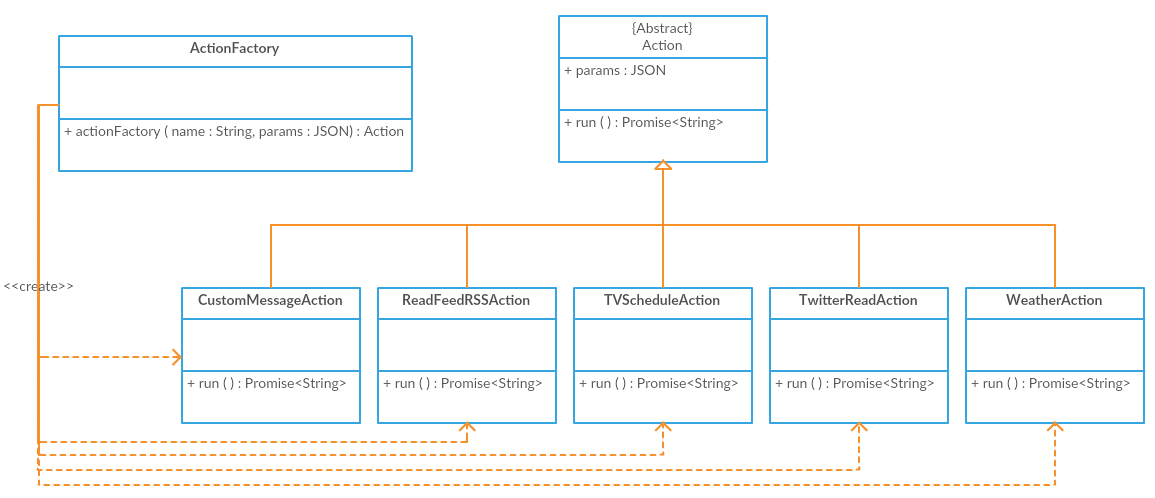 ActionFactory
+ actionFactory ( name : String, params : JSON) : Action
{Abstract}
Action
+ params : JSON
+ run ( ) : Promise<String>
<<create>>
CustomMessageAction
+ run ( ) : Promise<String>
ReadFeedRSSAction
+ run ( ) : Promise<String>
TVScheduleAction
+ run ( ) : Promise<String>
TwitterReadAction
+ run ( ) : Promise<String>
WeatherAction
+ run ( ) : Promise<String>